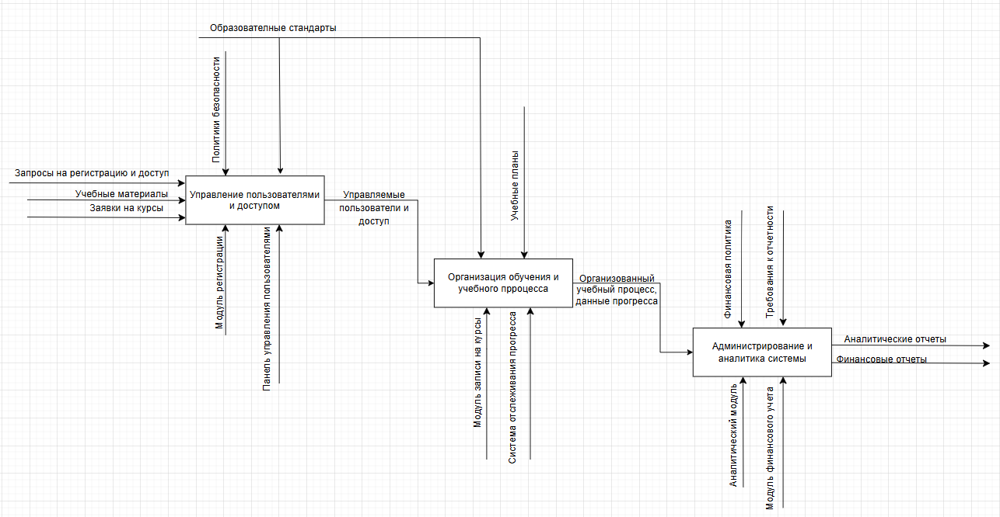 Образователные стандарты
Политики безопасности
Запросы на регистрацию и доступ
Учебные материалы
Заявки на курсы
Управление пользователями
и доступом
Управляемые
пользователи и
доступ
Модуль регистрации
Панель управления пользователями
Учебные планы
Организация обучения и
учебного прроцесса
Организованный
учебный процесс,
данные прогресса
Модуль записи на курсы
Система отслеживания прогресса
Финансовая политика
Требования к отчетности
Администрирование и
аналитика системы
Аналитические отчеты
Финансовые отчеты
Аналитический модуль
Модуль финансового учета